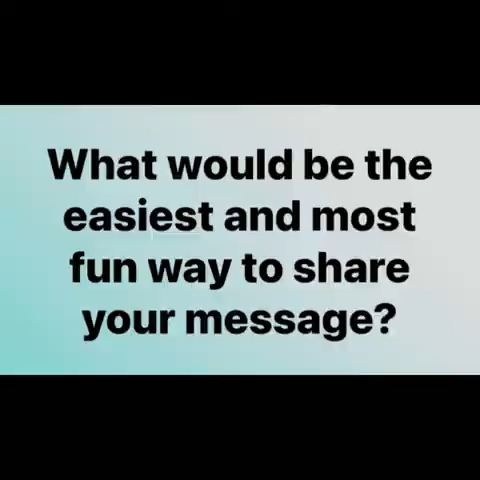 What would be the
easiest and most
fun way to share
your message?